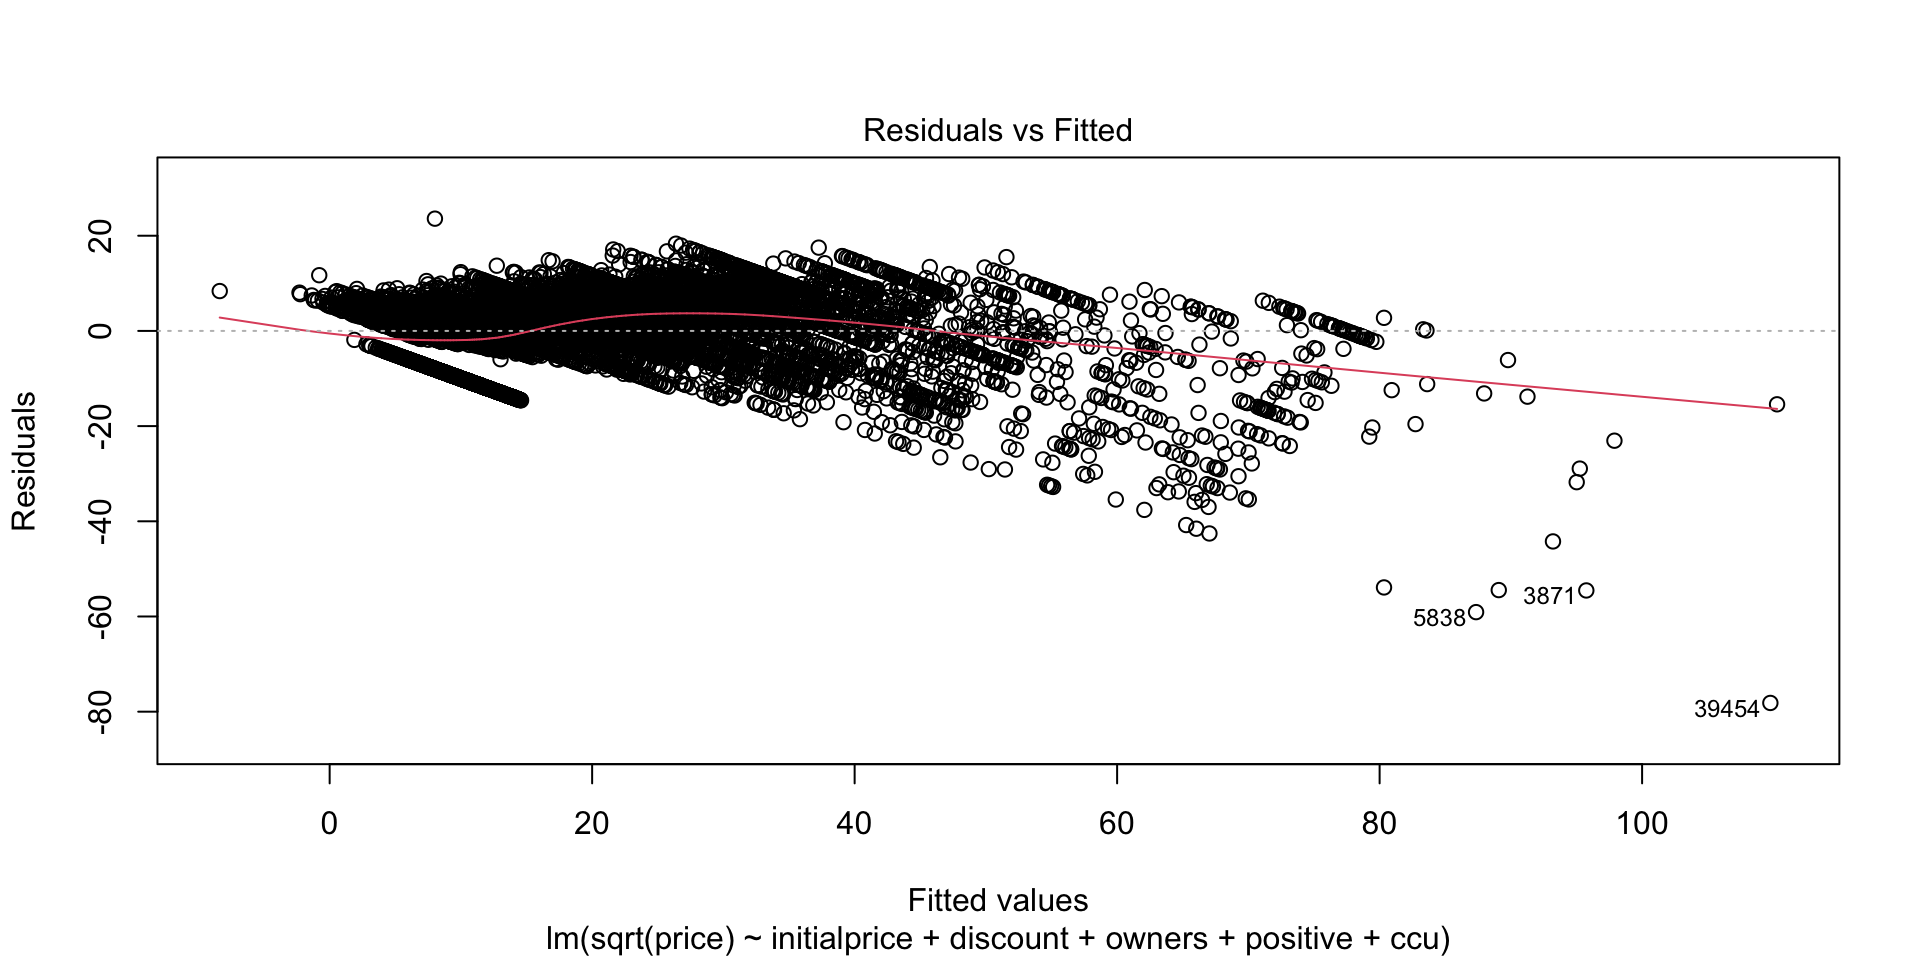 Residuals vs Fitted
Residuals
20
0
-20
-40
-60
-80
3871
5838
39454
0 20 40 60 80 100
Fitted values
lm(sqrt(price) ~ initialprice + discount + owners + positive + ccu)